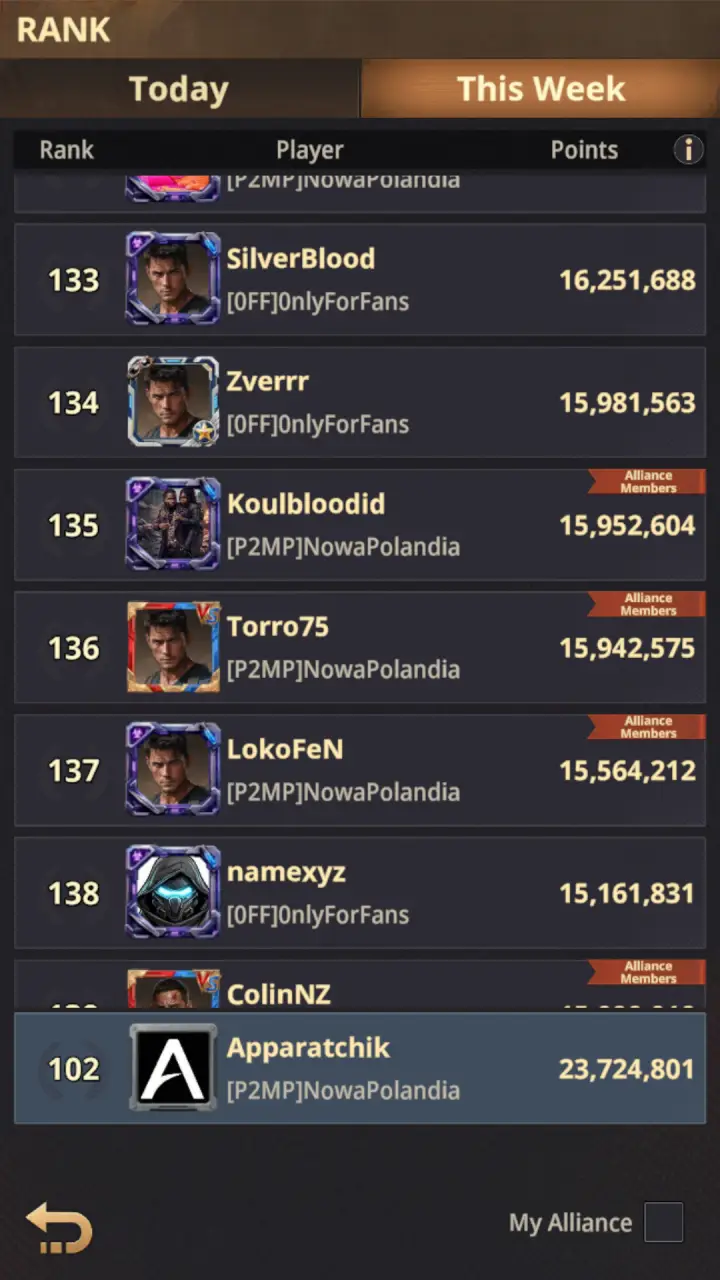 RANK
Today
This Week
Rank
Player
Points
[P2MP]NowaPolandia
133
SilverBlood
[0FF]0nlyForFans
16,251,688
134
Zverrr
[0FF]0nlyForFans
15,981,563
Alliance
Members
135
Koulbloodid
[P2MP]NowaPolandia
15,952,604
Alliance
Members
136
VS
Torro75
[P2MP]NowaPolandia
15,942,575
Alliance
Members
137
LokoFeN
[P2MP]NowaPolandia
15,564,212
138
namexyz
[0FF]0nlyForFans
15,161,831
Alliance
Members
VS
ColinNZ
102
Apparatchik
[P2MP]NowaPolandia
23,724,801
My Alliance